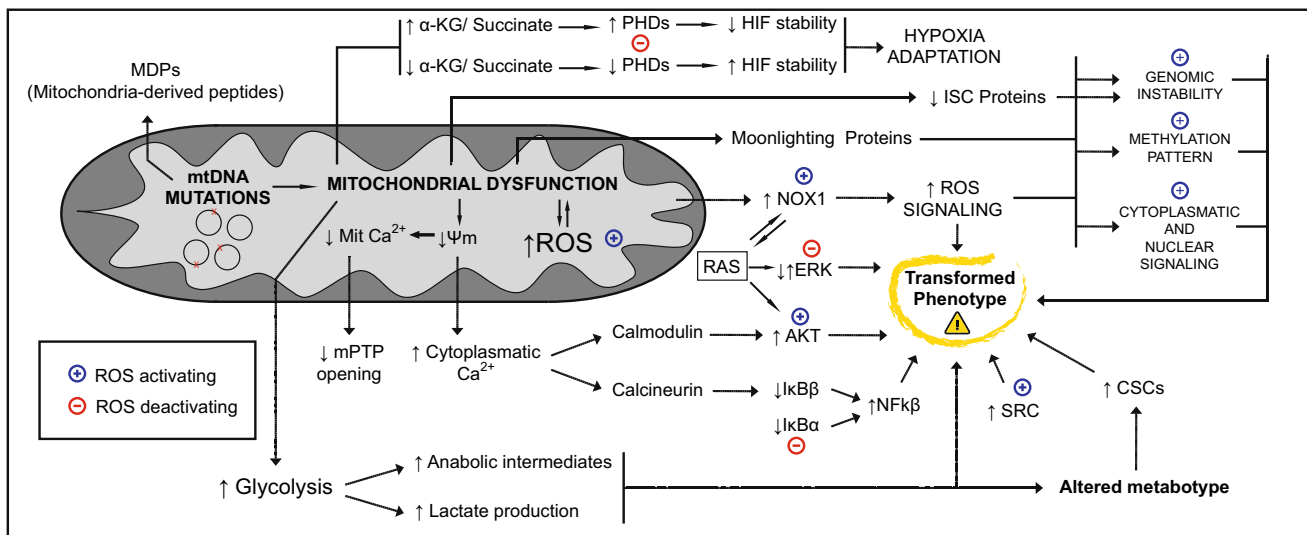 ↑ α-KG/ Succinate → ↑ PHDs → ↓ HIF stability
↓ α-KG/ Succinate → ↓ PHDs → ↑ HIF stability
HYPOXIA
ADAPTATION
MDPs
(Mitochondria-derived peptides)
↓ ISC Proteins
Moonlighting Proteins
GENOMIC
INSTABILITY
METHYLATION
PATTERN
CYTOPLASMATIC
AND
NUCLEAR
SIGNALING
mtDNA
MUTATIONS
MITOCHONDRIAL DYSFUNCTION
↓ Mit Ca²⁺
↓Ψm
↑ROS
↑ NOX1
↑ ROS
SIGNALING
RAS
↓↑ERK
Transformed
Phenotype
↓ mPTP
opening
↑ Cytoplasmatic
Ca²⁺
Calmodulin
↑ AKT
Calcineurin
↓IκBβ
↓IκBα
↑NFkβ
↑ SRC
↑ CSCs
ROS activating
ROS deactivating
↑ Glycolysis
↑ Anabolic intermediates
↑ Lactate production
Altered metabotype